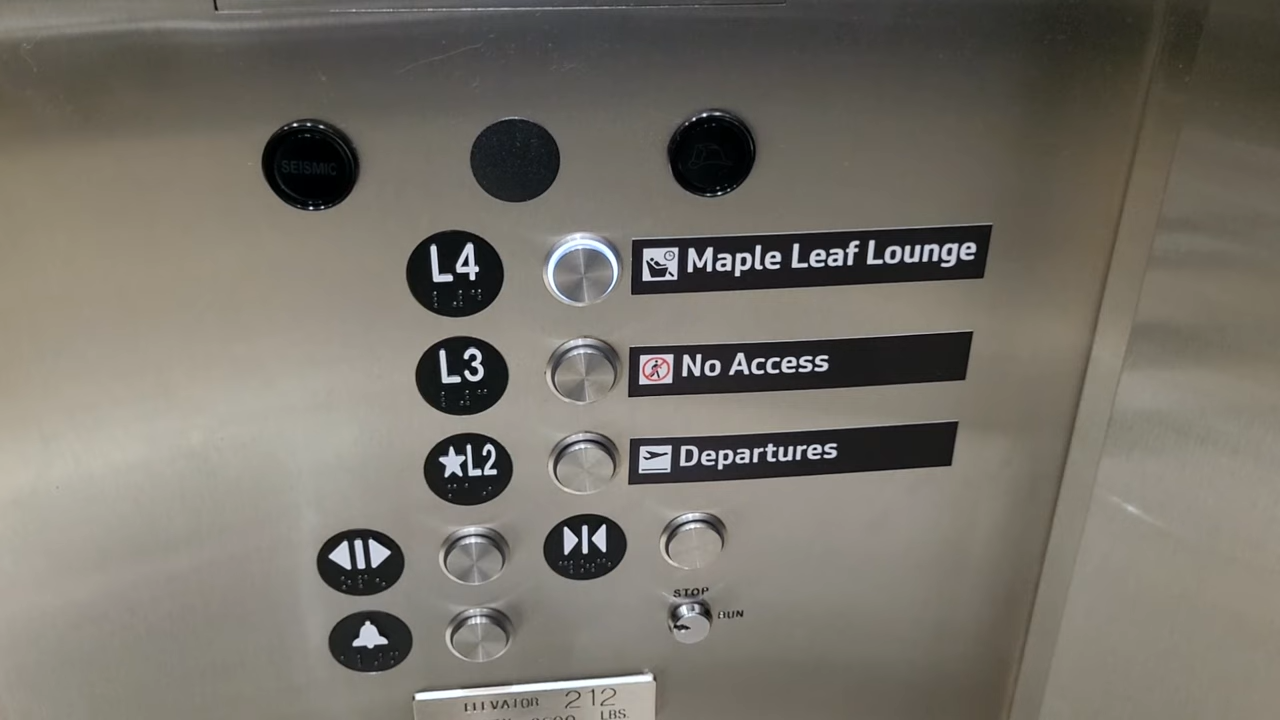 SEISMIC
L4 Maple Leaf Lounge
L3 No Access
★L2 Departures
STOP
RUN
ELEVATOR 212
LBS.